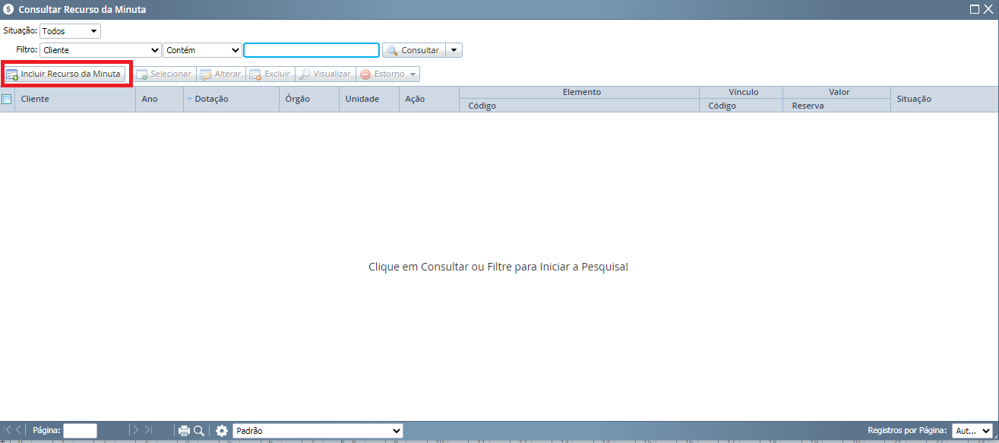 Consultar Recurso da Minuta
Situação: Todos
Filtro: Cliente Contém Consultar
Incluir Recurso da Minuta Selecionar Alterar Excluir Visualizar Estorno
Cliente Ano Dotação Órgão Unidade Ação Elemento Vínculo Valor Situação
Código Código Reserva
Clique em Consultar ou Filtre para Iniciar a Pesquisa!
Página: Padrão Registros por Página: Aut...